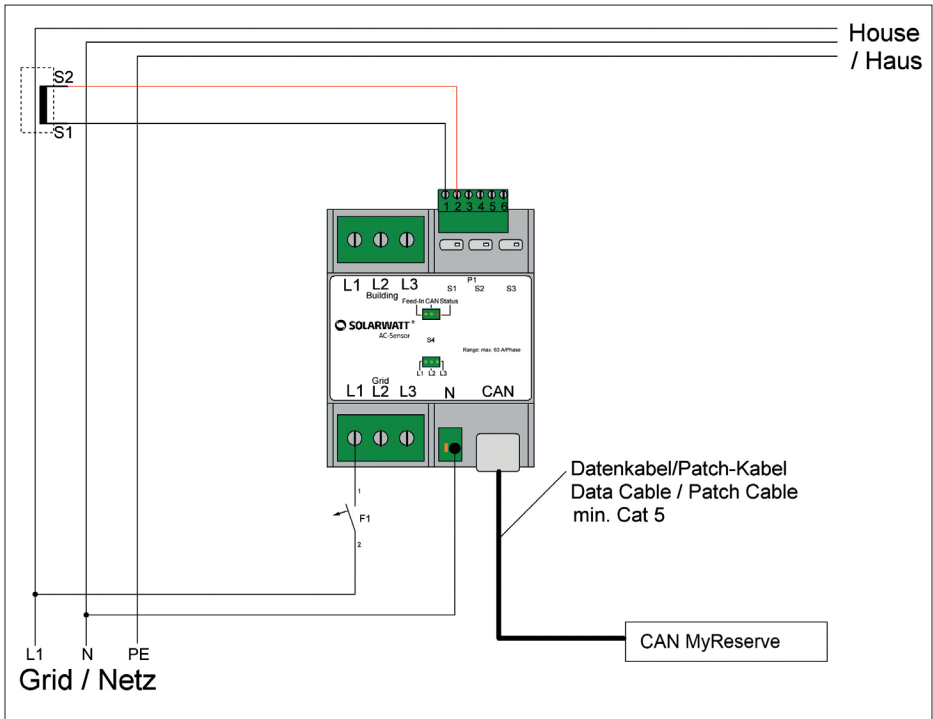 House
/ Haus
S2
S1
1 2 3 4 5 6
L1 L2 L3
Building
P1
S1 S2 S3
Feed-In CAN Status
SOLARWATT®
AC-Sensor
S4
Range: max. 63 A/Phase
L1 L2 L3
Grid
L1 L2 L3 N CAN
Datenkabel/Patch-Kabel
Data Cable / Patch Cable
min. Cat 5
1
F1
2
CAN MyReserve
L1 N PE
Grid / Netz